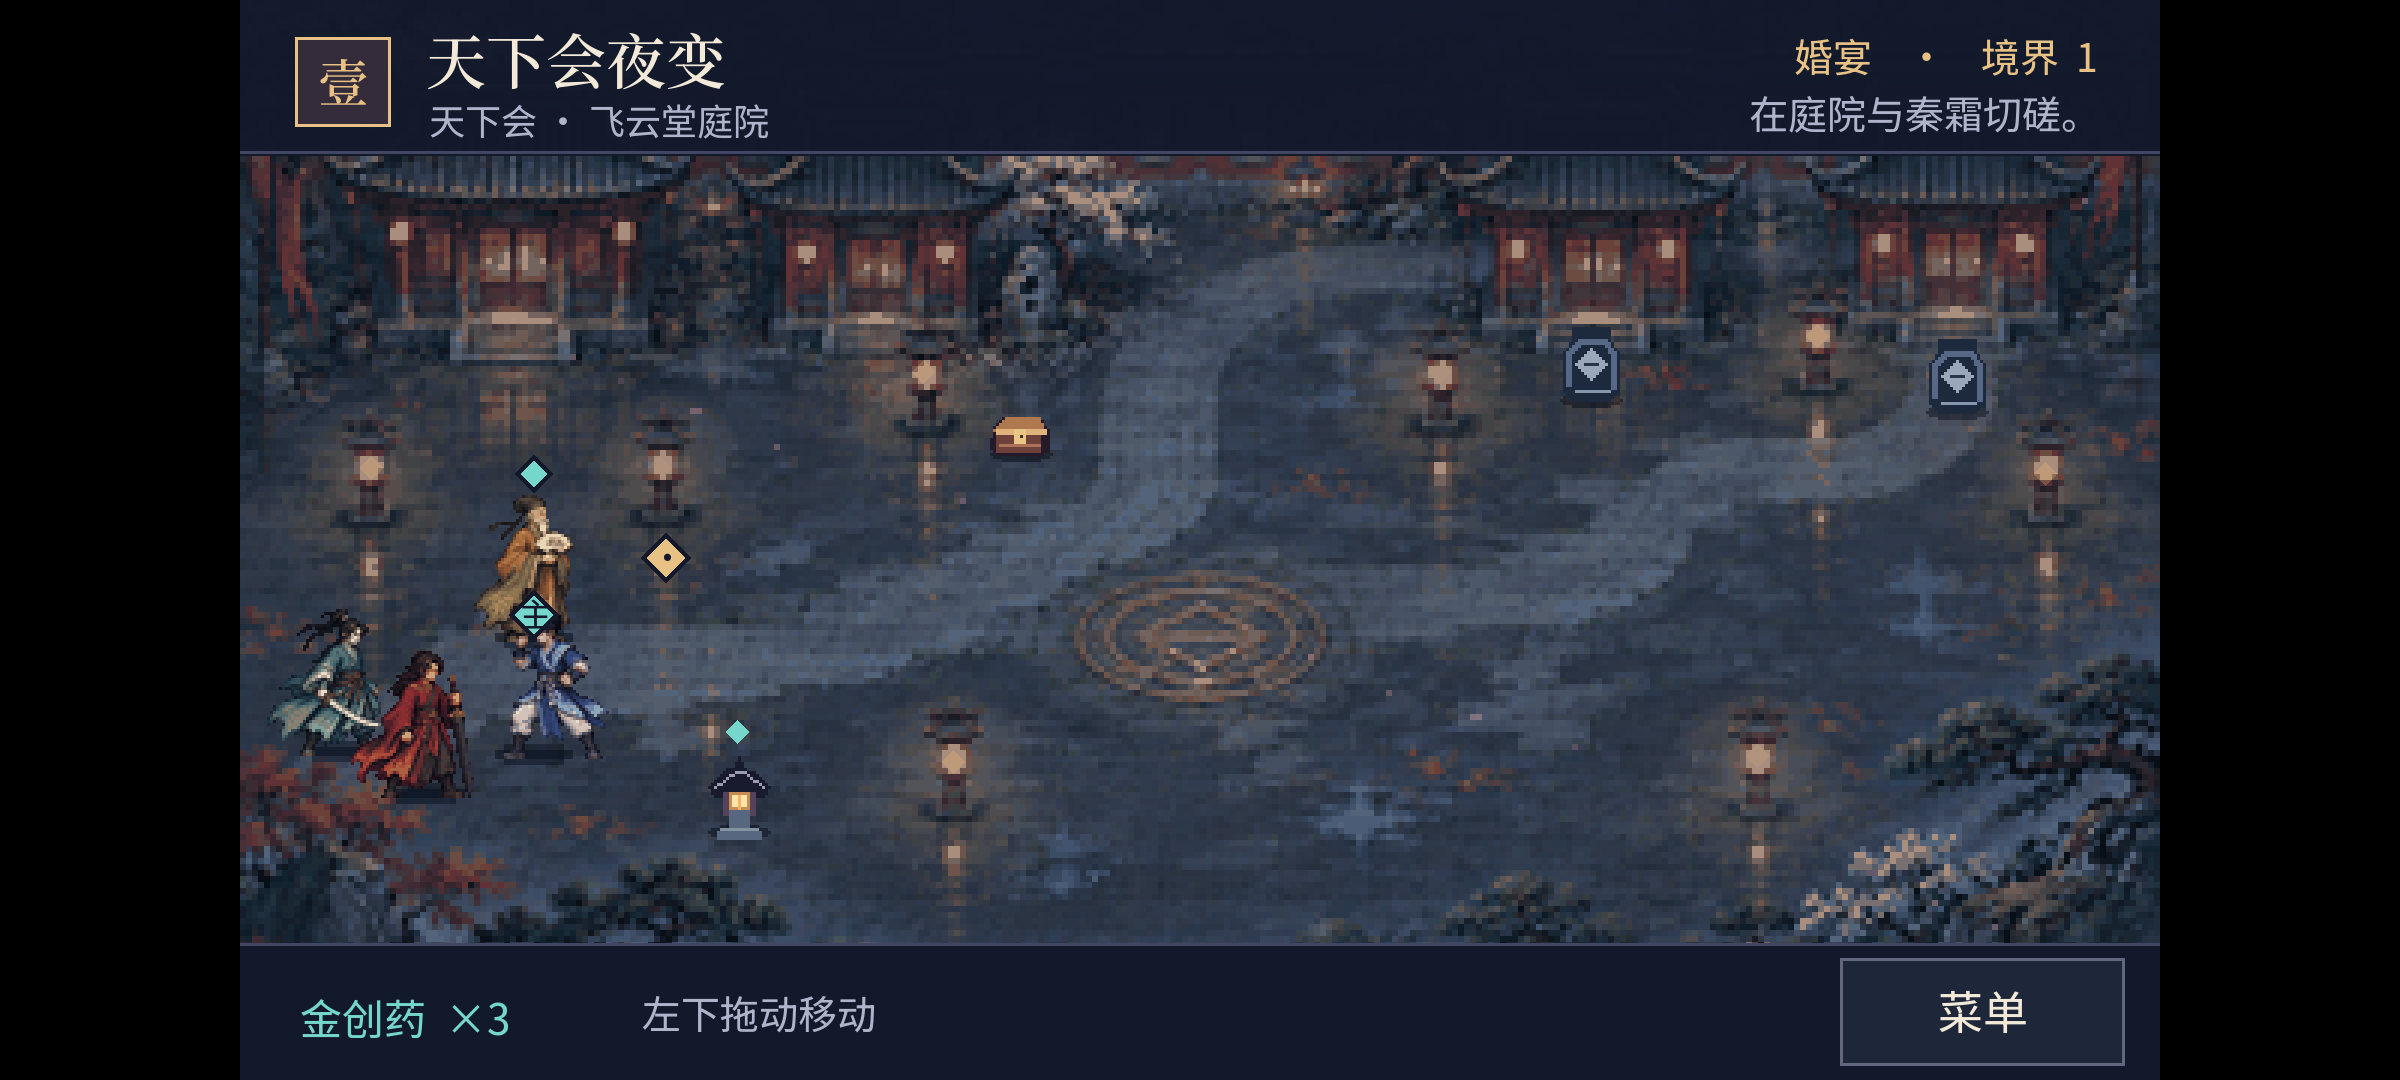 壹
天下会夜变
天下会 · 飞云堂庭院
婚宴 · 境界 1
在庭院与秦霜切磋。
主
金创药 ×3
左下拖动移动
菜单